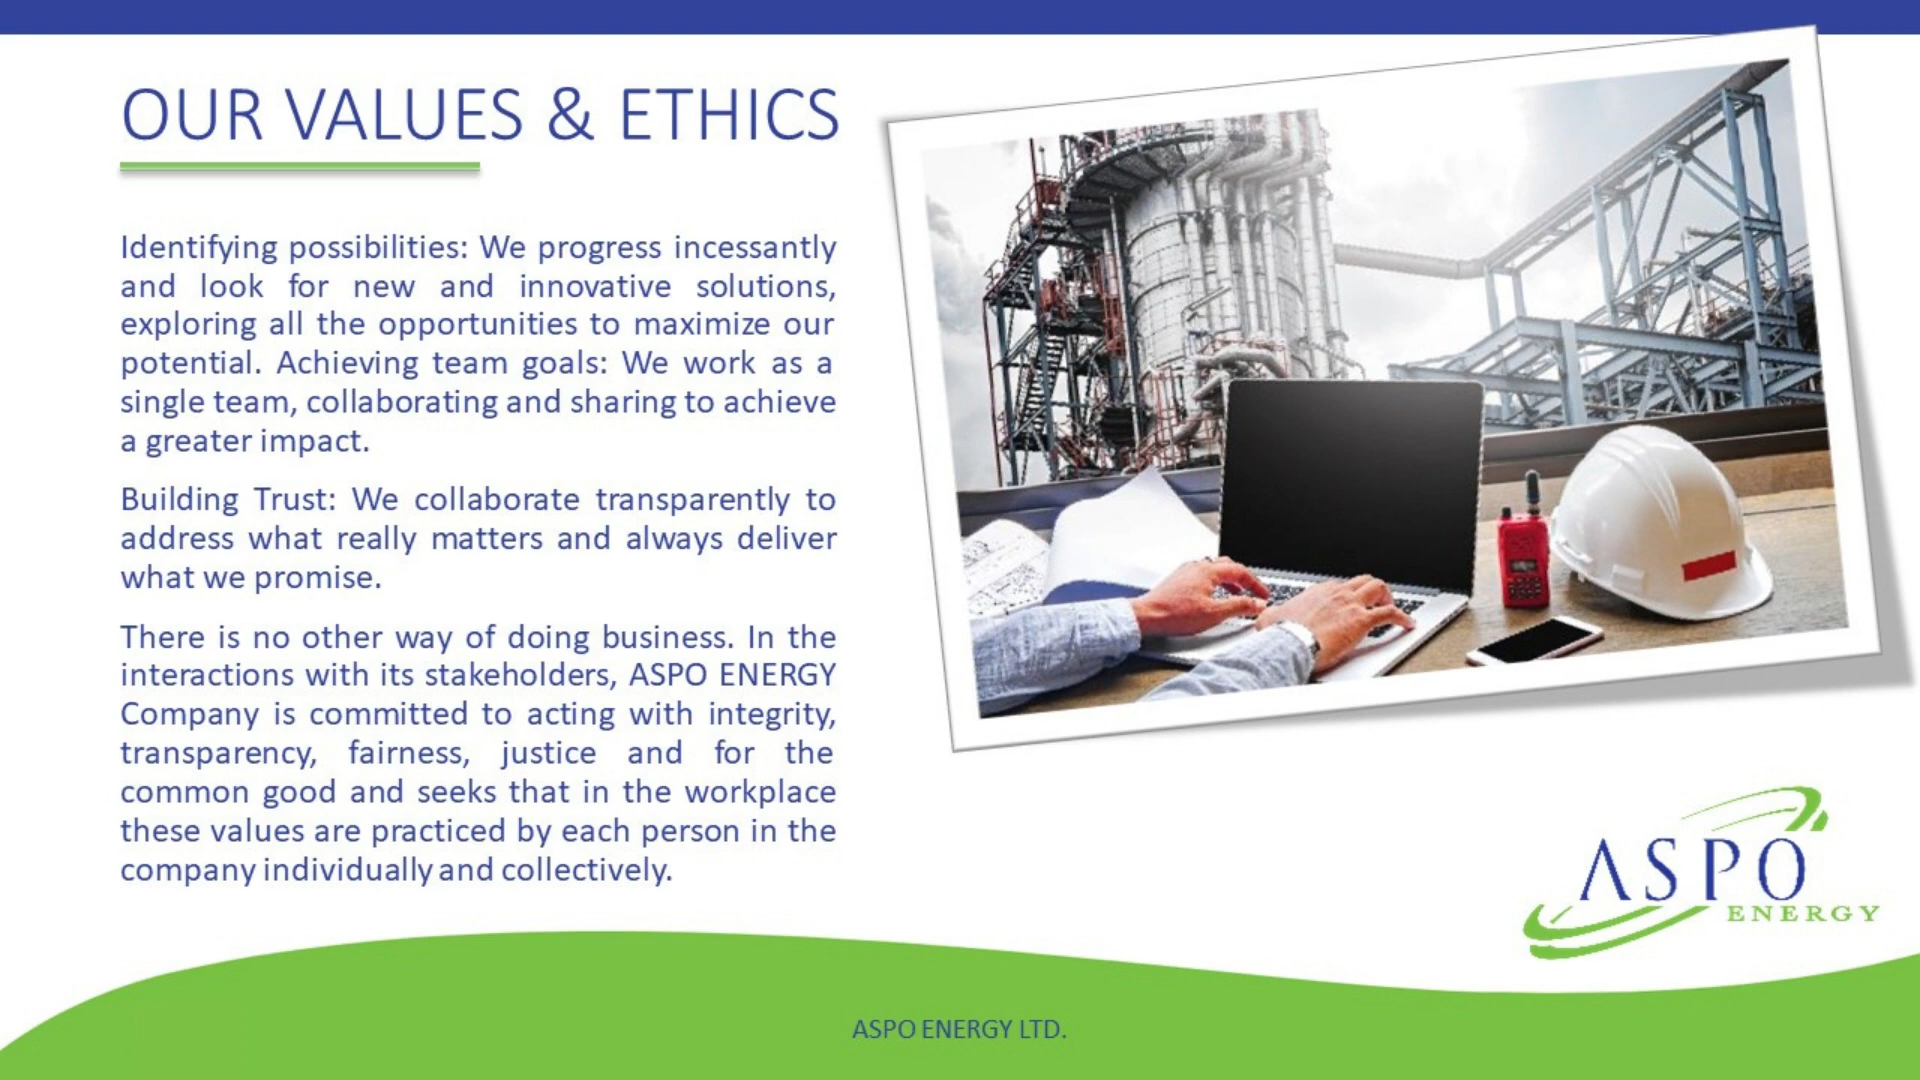 OUR VALUES & ETHICS
Identifying possibilities: We progress incessantly
and look for new and innovative solutions,
exploring all the opportunities to maximize our
potential. Achieving team goals: We work as a
single team, collaborating and sharing to achieve
a greater impact.
Building Trust: We collaborate transparently to
address what really matters and always deliver
what we promise.
There is no other way of doing business. In the
interactions with its stakeholders, ASPO ENERGY
Company is committed to acting with integrity,
transparency, fairness, justice and for the
common good and seeks that in the workplace
these values are practiced by each person in the
company individually and collectively.
ASPO
ENERGY
ASPO ENERGY LTD.